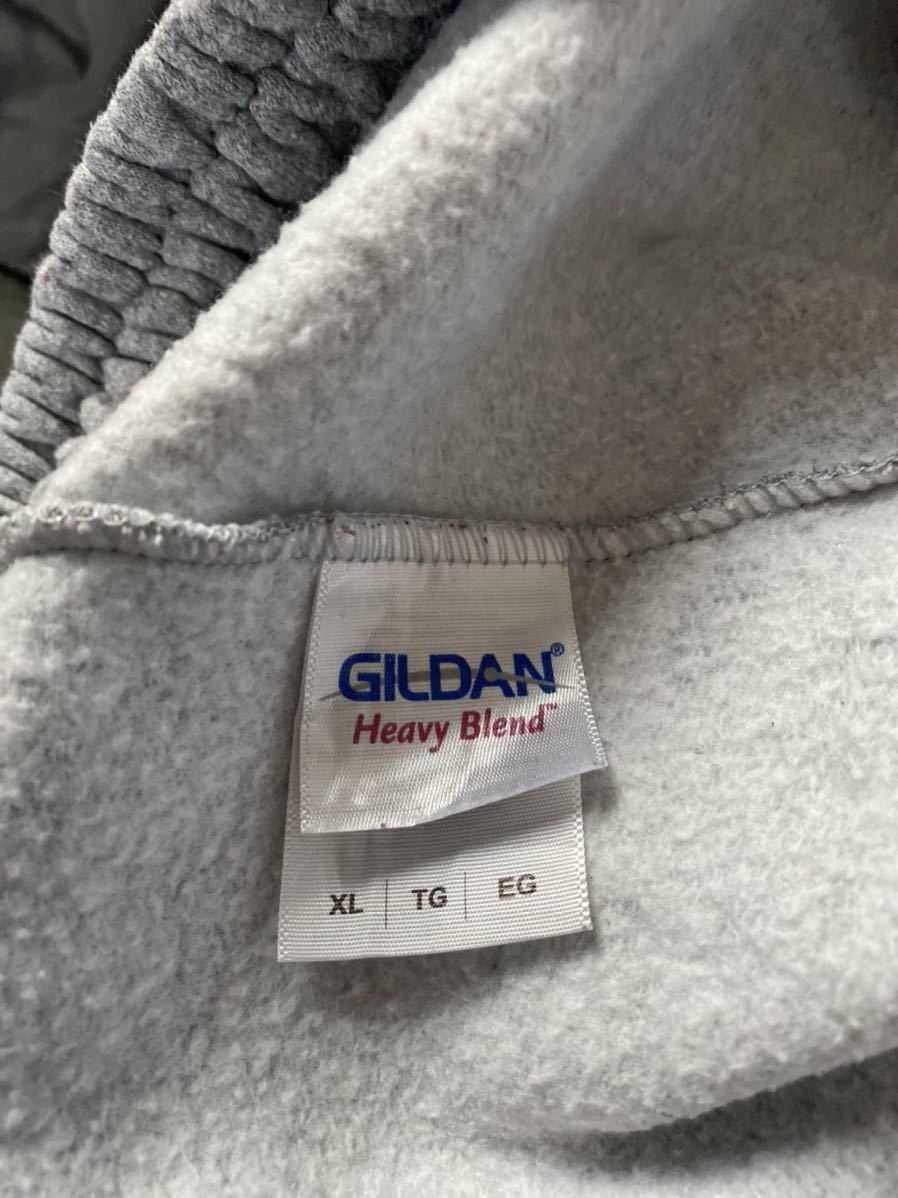 GILDAN®
Heavy Blend™
XL | TG | EG